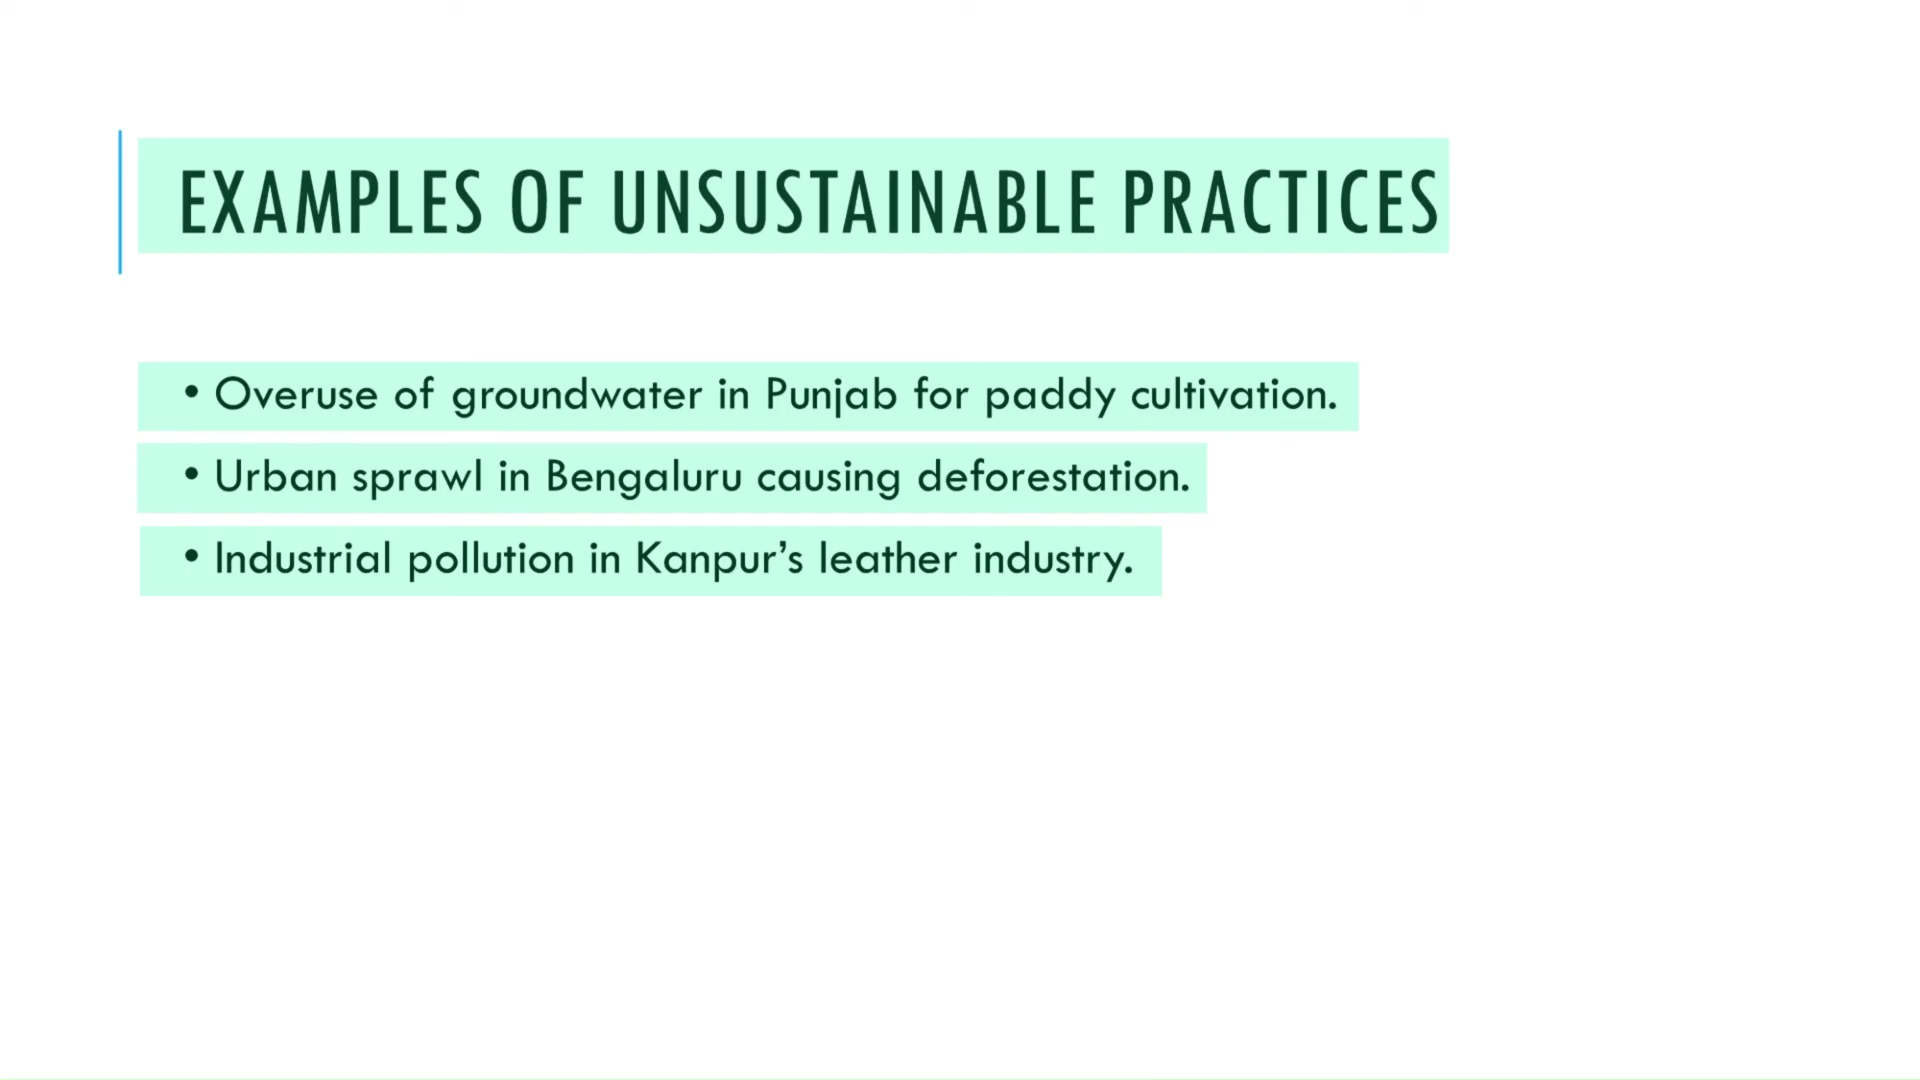 EXAMPLES OF UNSUSTAINABLE PRACTICES
• Overuse of groundwater in Punjab for paddy cultivation.
• Urban sprawl in Bengaluru causing deforestation.
• Industrial pollution in Kanpur’s leather industry.